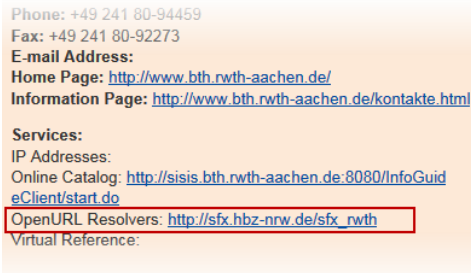 Phone: +49 241 80-94459
Fax: +49 241 80-92273
E-mail Address:
Home Page: http://www.bth.rwth-aachen.de/
Information Page: http://www.bth.rwth-aachen.de/kontakte.html
Services:
IP Addresses:
Online Catalog: http://sisis.bth.rwth-aachen.de:8080/InfoGuid
eClient/start.do
OpenURL Resolvers: http://sfx.hbz-nrw.de/sfx_rwth
Virtual Reference: